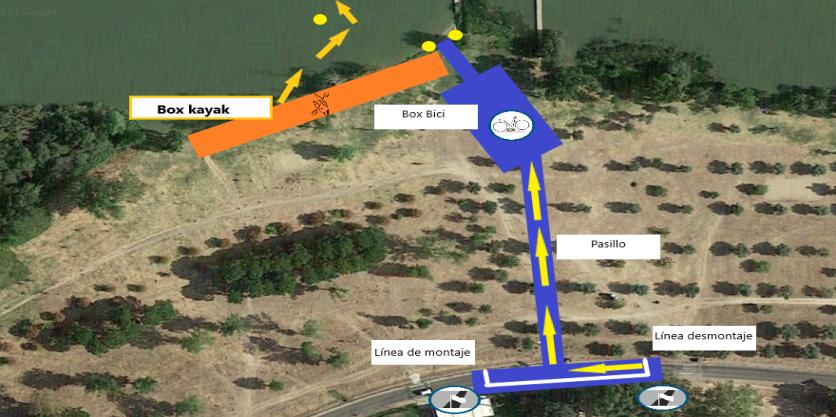 Box kayak
Box Bici
Pasillo
Línea desmontaje
Línea de montaje